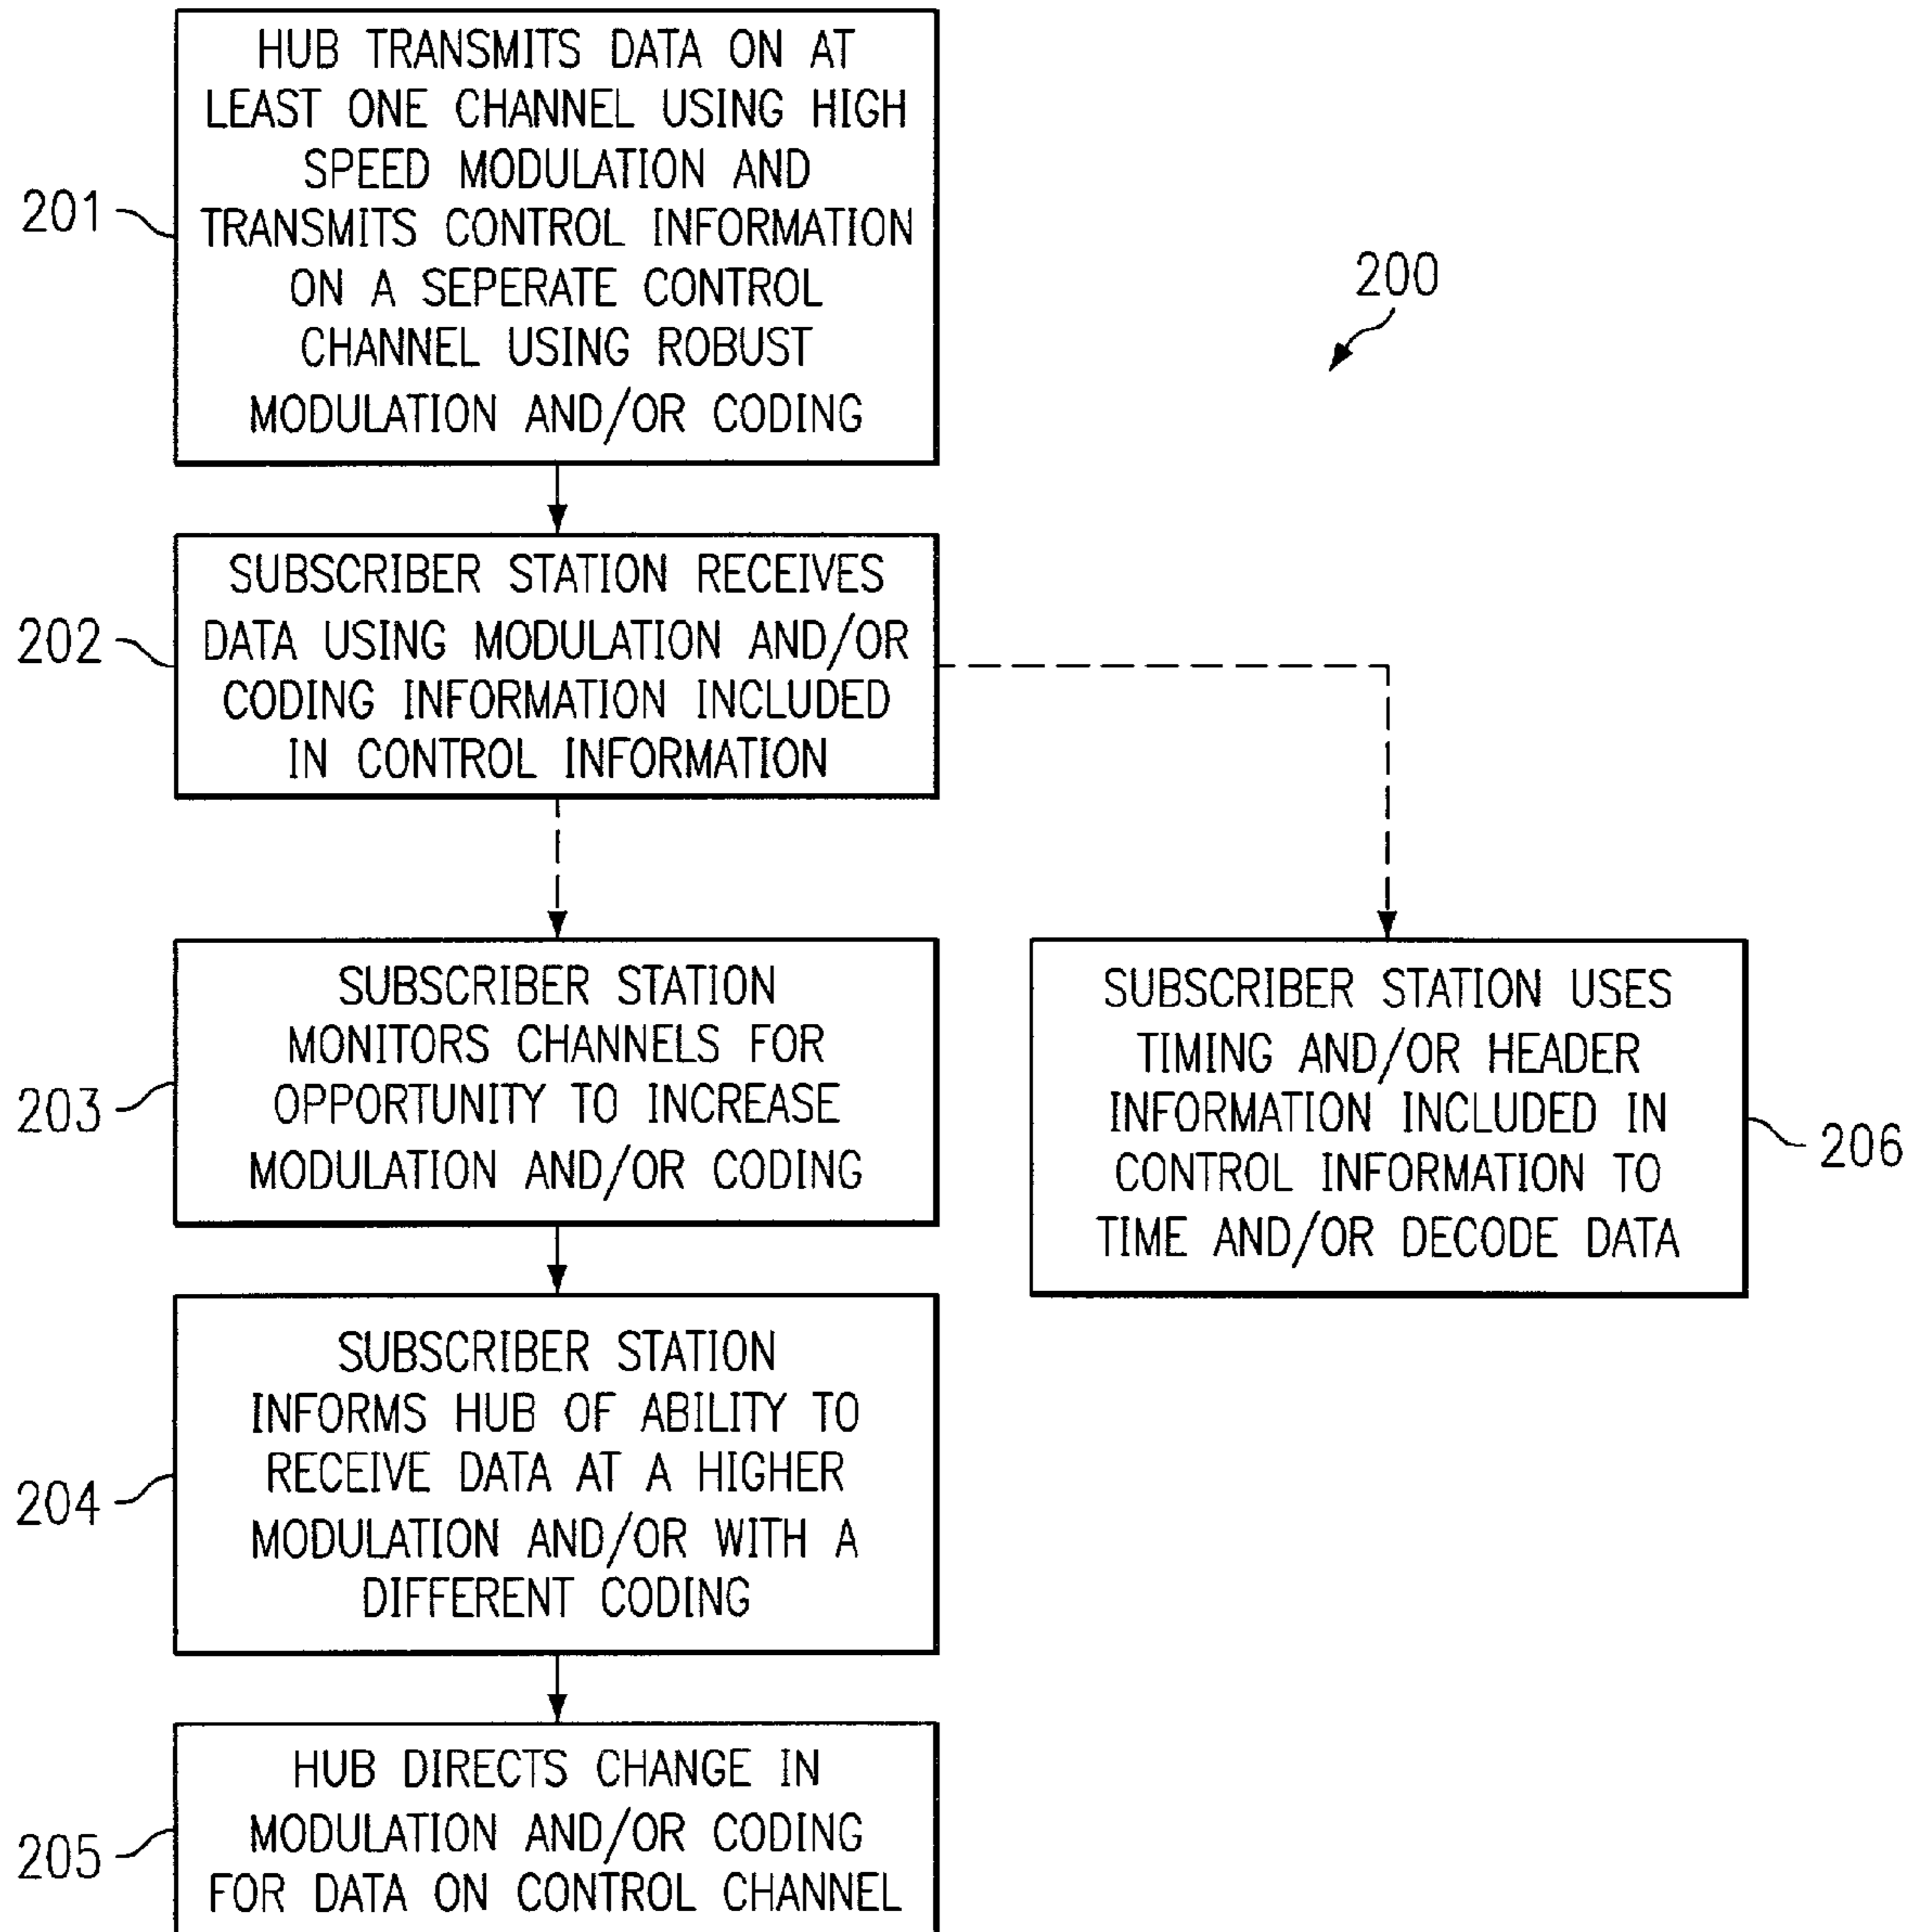 HUB TRANSMITS DATA ON AT
LEAST ONE CHANNEL USING HIGH
SPEED MODULATION AND
TRANSMITS CONTROL INFORMATION
ON A SEPERATE CONTROL
CHANNEL USING ROBUST
MODULATION AND/OR CODING
201
200
SUBSCRIBER STATION RECEIVES
DATA USING MODULATION AND/OR
CODING INFORMATION INCLUDED
IN CONTROL INFORMATION
202
SUBSCRIBER STATION
MONITORS CHANNELS FOR
OPPORTUNITY TO INCREASE
MODULATION AND/OR CODING
203
SUBSCRIBER STATION USES
TIMING AND/OR HEADER
INFORMATION INCLUDED IN
CONTROL INFORMATION TO
TIME AND/OR DECODE DATA
206
SUBSCRIBER STATION
INFORMS HUB OF ABILITY TO
RECEIVE DATA AT A HIGHER
MODULATION AND/OR WITH A
DIFFERENT CODING
204
HUB DIRECTS CHANGE IN
MODULATION AND/OR CODING
FOR DATA ON CONTROL CHANNEL
205